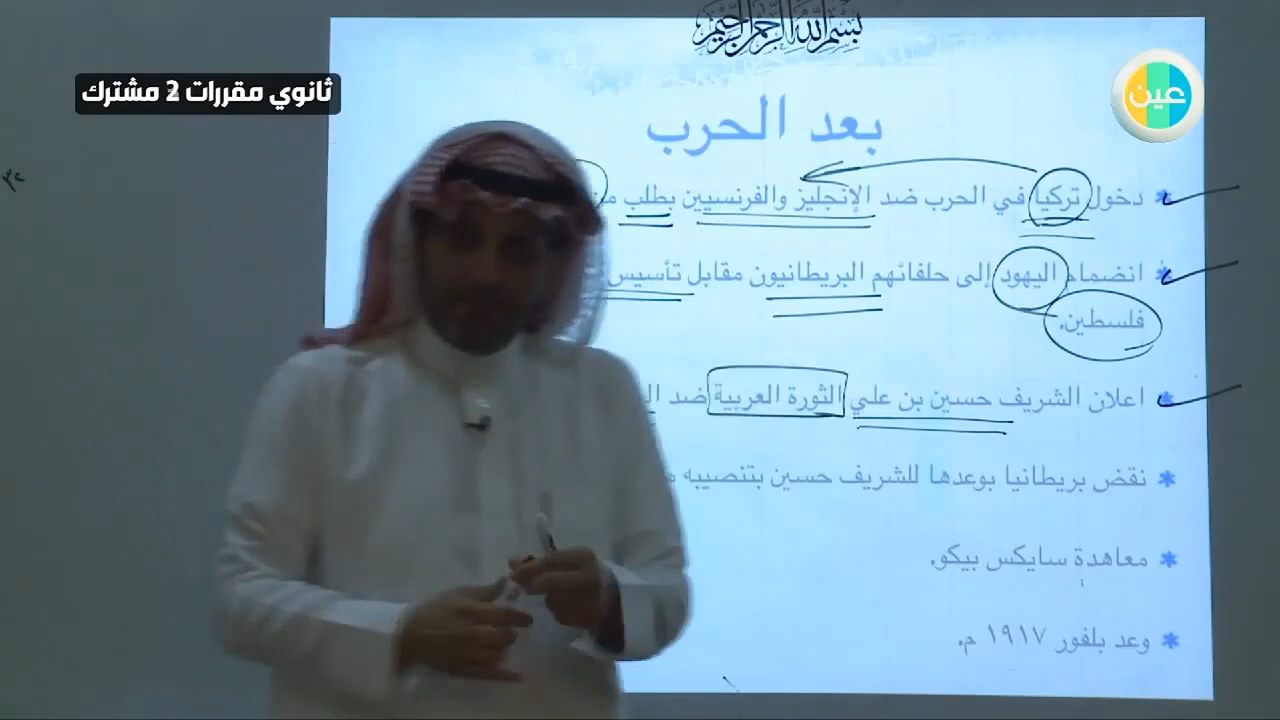 بسم الله الرحمن الرحيم
عين
ثانوي مقررات 2 مشترك
بعد الحرب
دخول تركيا في الحرب ضد الإنجليز والفرنسيين بطلب
انضمام اليهود إلى حلفائهم البريطانيون مقابل تأسيس
فلسطين.
اعلان الشريف حسين بن علي الثورة العربية ضد
نقض بريطانيا بوعدها للشريف حسين بتنصيبه
معاهدة سايكس بيكو.
وعد بلفور ١٩١٧ م.